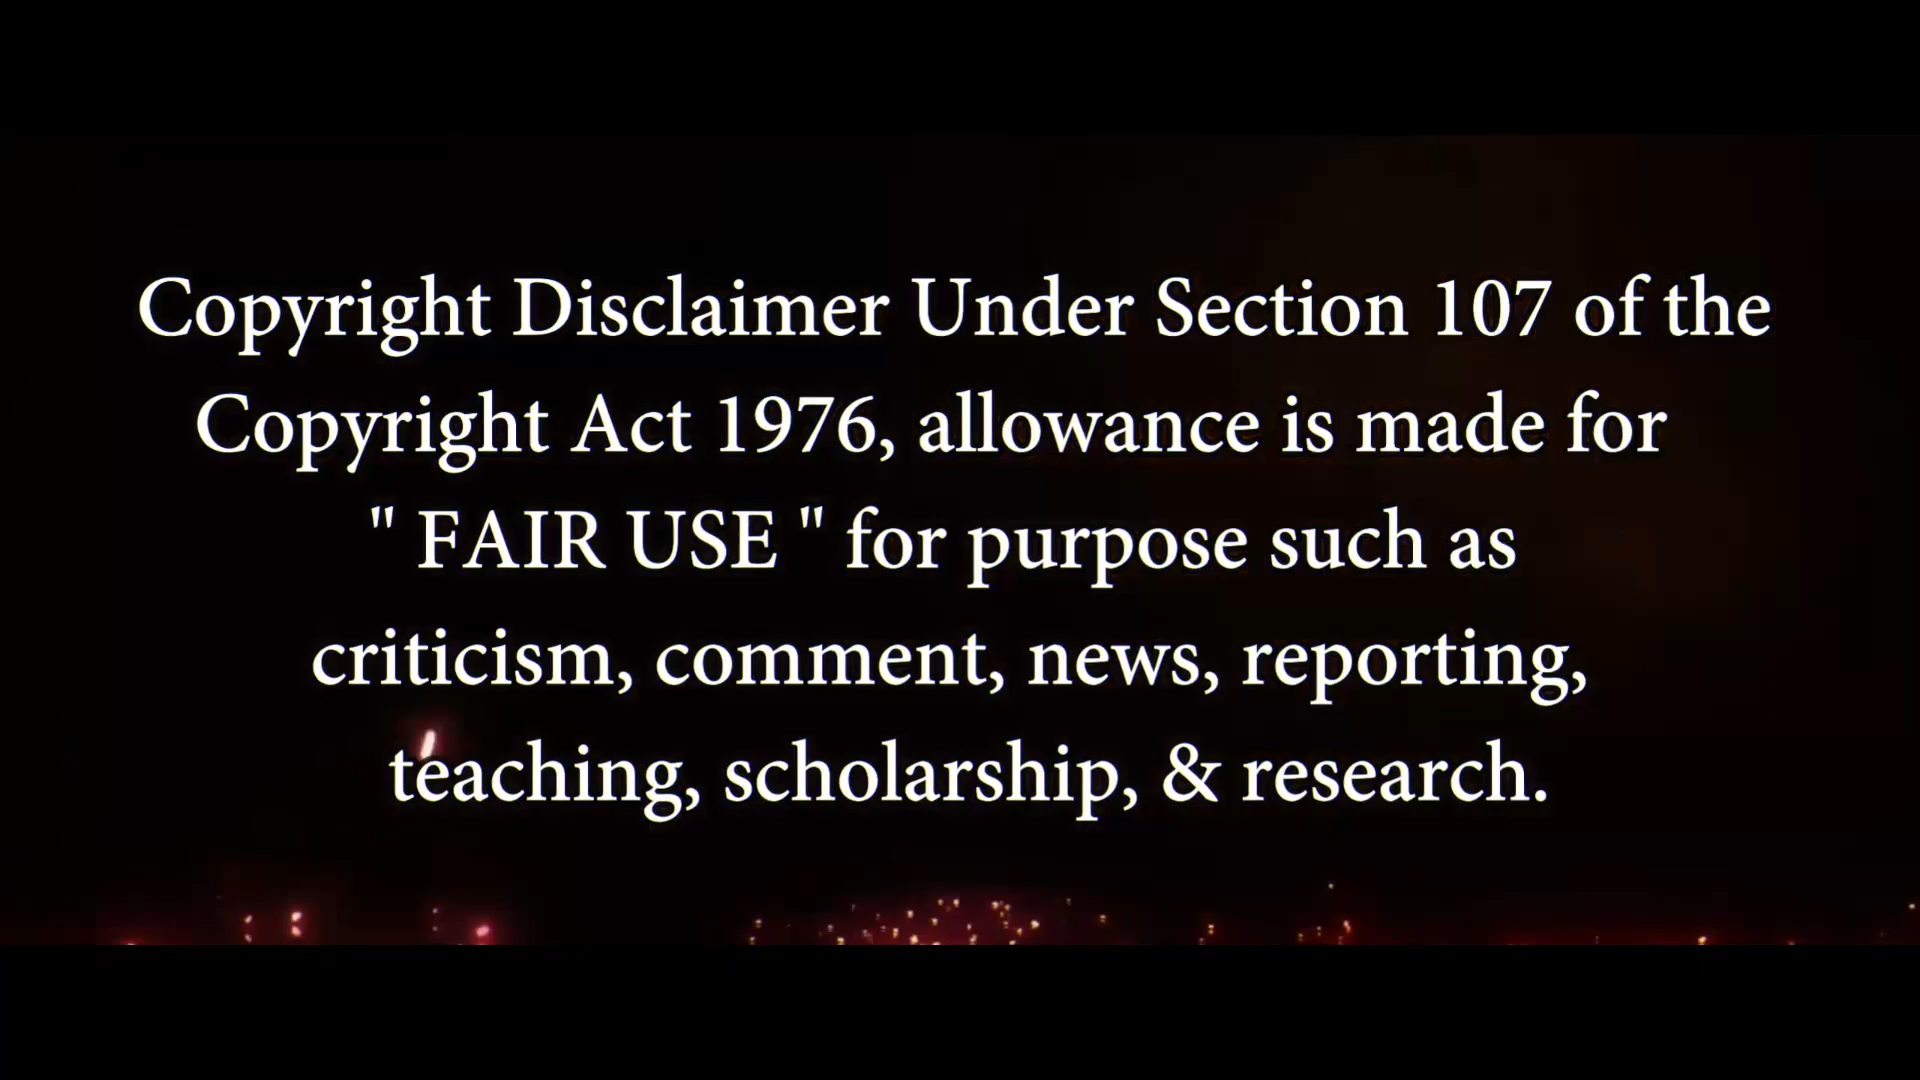 Copyright Disclaimer Under Section 107 of the
Copyright Act 1976, allowance is made for
" FAIR USE " for purpose such as
criticism, comment, news, reporting,
teaching, scholarship, & research.